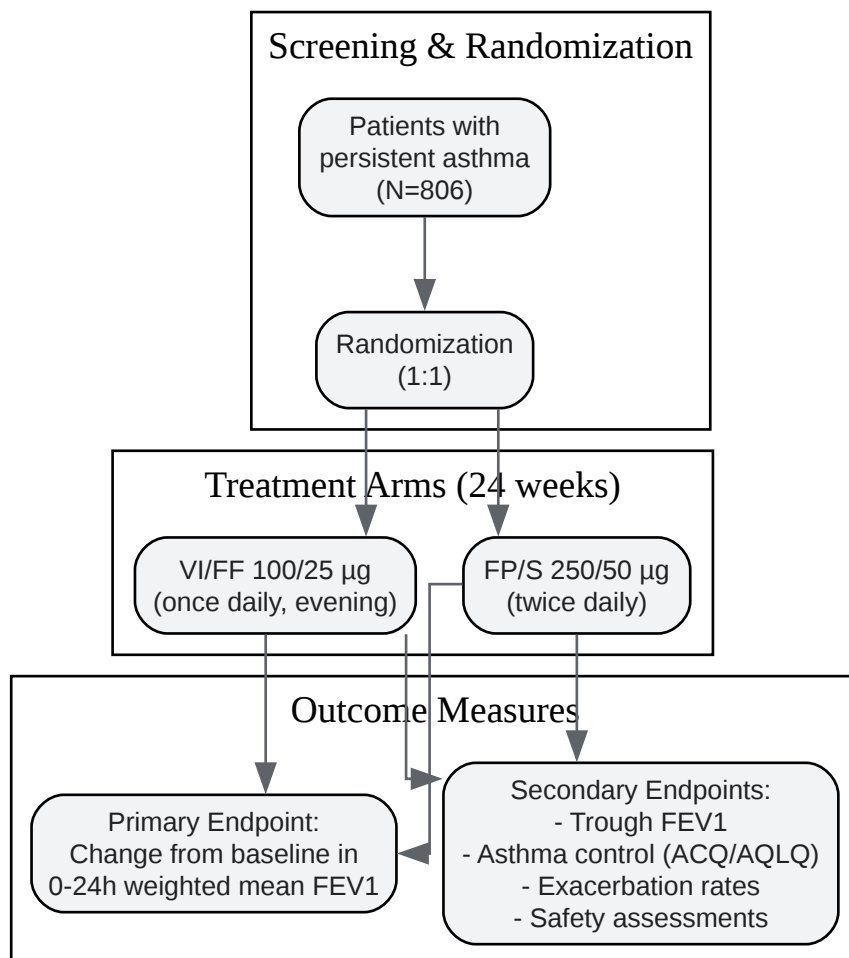 Screening & Randomization
Patients with
persistent asthma
(N=806)
Randomization
(1:1)
Treatment Arms (24 weeks)
VI/FF 100/25 µg
(once daily, evening)
FP/S 250/50 µg
(twice daily)
Outcome Measures
Primary Endpoint:
Change from baseline in
0-24h weighted mean FEV1
Secondary Endpoints:
- Trough FEV1
- Asthma control (ACQ/AQLQ)
- Exacerbation rates
- Safety assessments